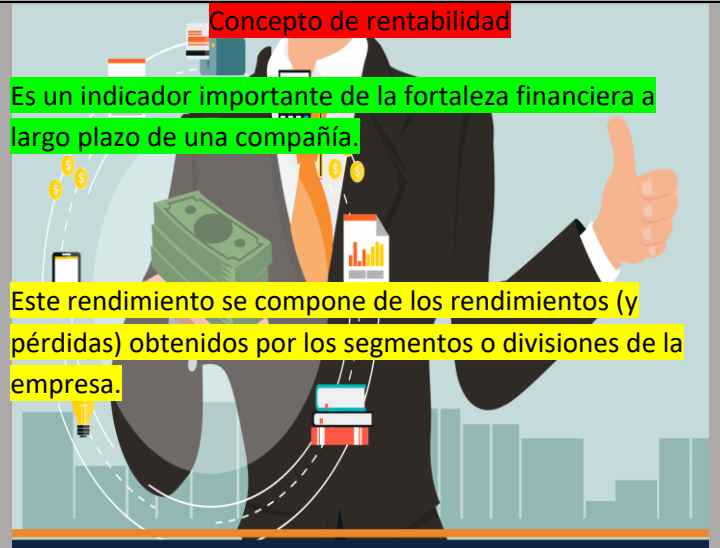 Concepto de rentabilidad
Es un indicador importante de la fortaleza financiera a
largo plazo de una compañía.
Este rendimiento se compone de los rendimientos (y
pérdidas) obtenidos por los segmentos o divisiones de la
empresa.